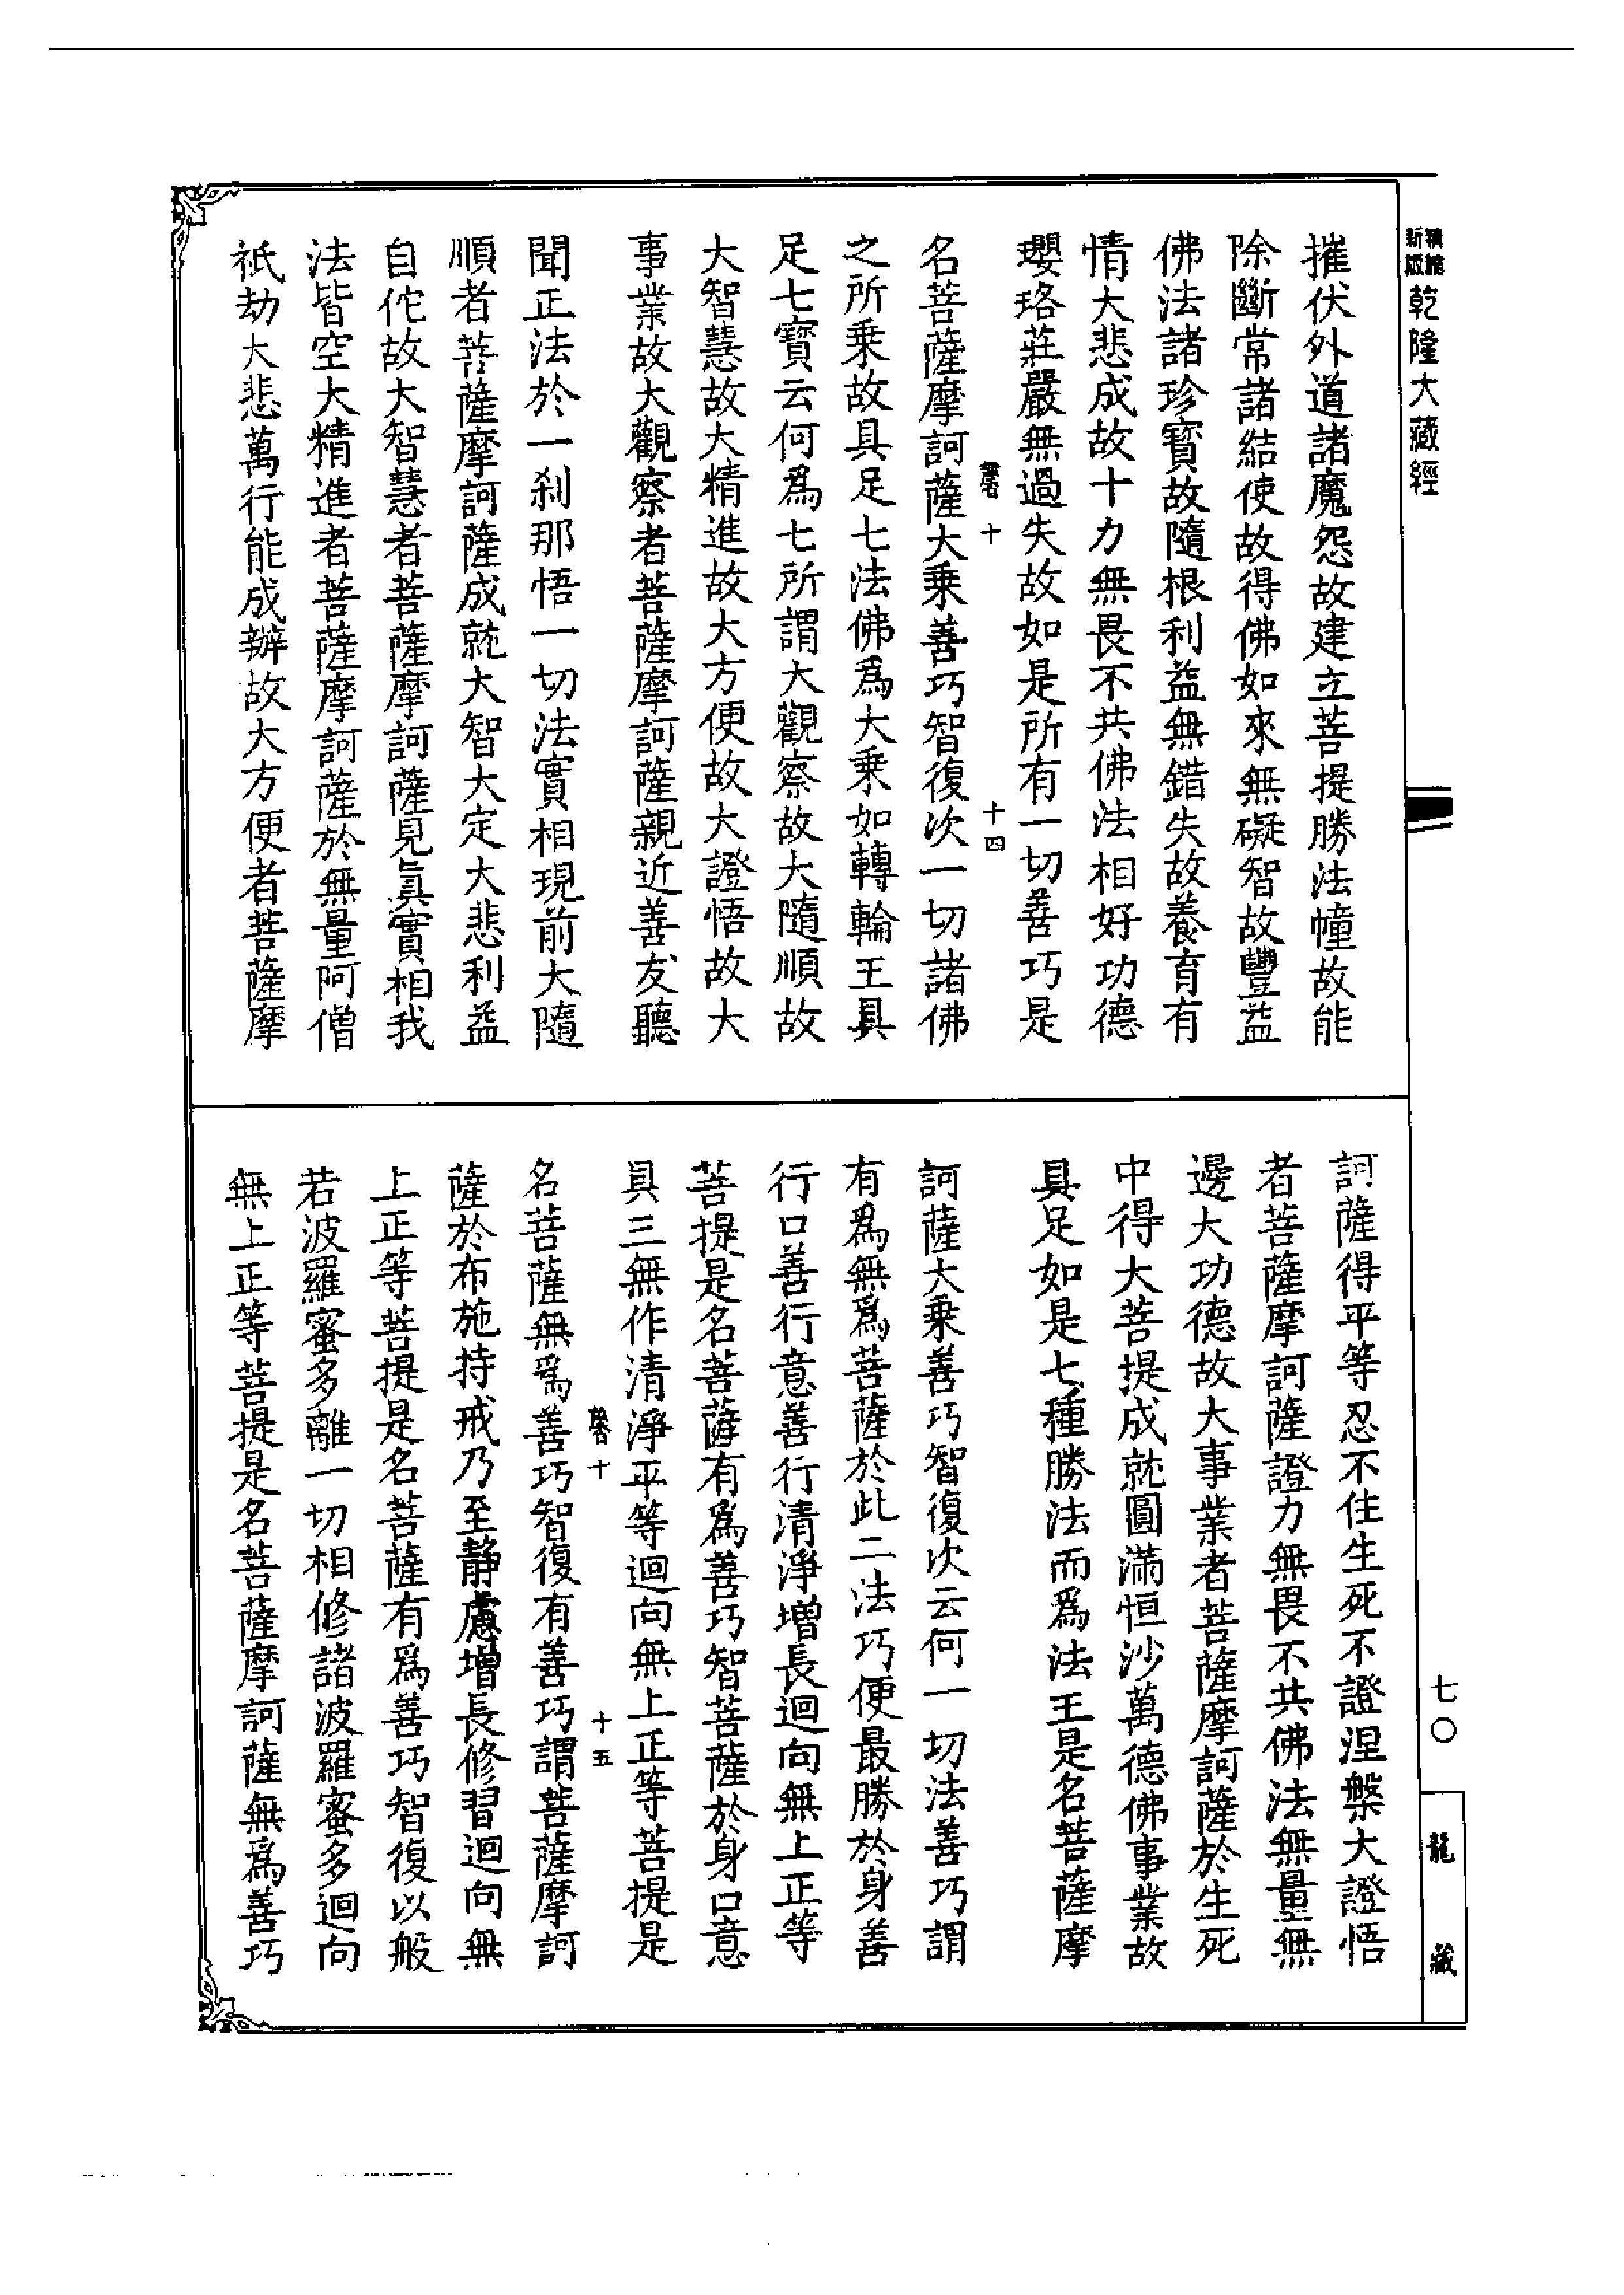 新版
乾隆大藏經
摧伏外道諸魔怨故建立菩提勝法幢故能
除斷常諸結使故得佛如來無礙智故豐益
佛法諸珍寶故隨根利益無錯失故養育有
情大悲成故十力無畏不共佛法相好功德
瓔珞莊嚴無過失故如是所有一切善巧是
十 十四
名菩薩摩訶薩大乘善巧智復次一切諸佛
之所乘故具足七法佛爲大乘如轉輪王具
足七寶云何爲七所謂大觀察故大隨順故
大智慧故大精進故大方便故大證悟故大
事業故大觀察者菩薩摩訶薩親近善友聽
聞正法於一刹那悟一切法實相現前大隨
順者菩薩摩訶薩成就大智大定大悲利益
自佗故大智慧者菩薩摩訶薩見眞實相我
法皆空大精進者菩薩摩訶薩於無量阿僧
祇劫大悲萬行能成辦故大方便者菩薩摩
訶薩得平等忍不住生死不證涅槃大證悟
者菩薩摩訶薩證力無畏不共佛法無量無
邊大功德故大事業者菩薩摩訶薩於生死
中得大菩提成就圓滿恒沙萬德佛事業故
具足如是七種勝法而爲法王是名菩薩摩
訶薩大乘善巧智復次云何一切法善巧謂
有爲無爲菩薩於此二法巧便最勝於身善
行口善行意善行清淨增長迴向無上正等
菩提是名菩薩有爲善巧智菩薩於身口意
具三無作清淨平等迴向無上正等菩提是
十 十五
名菩薩無爲善巧智復有善巧謂菩薩摩訶
薩於布施持戒乃至靜慮增長修習迴向無
上正等菩提是名菩薩有爲善巧智復以般
若波羅蜜多離一切相修諸波羅蜜多迴向
無上正等菩提是名菩薩摩訶薩無爲善巧
七〇
龍藏